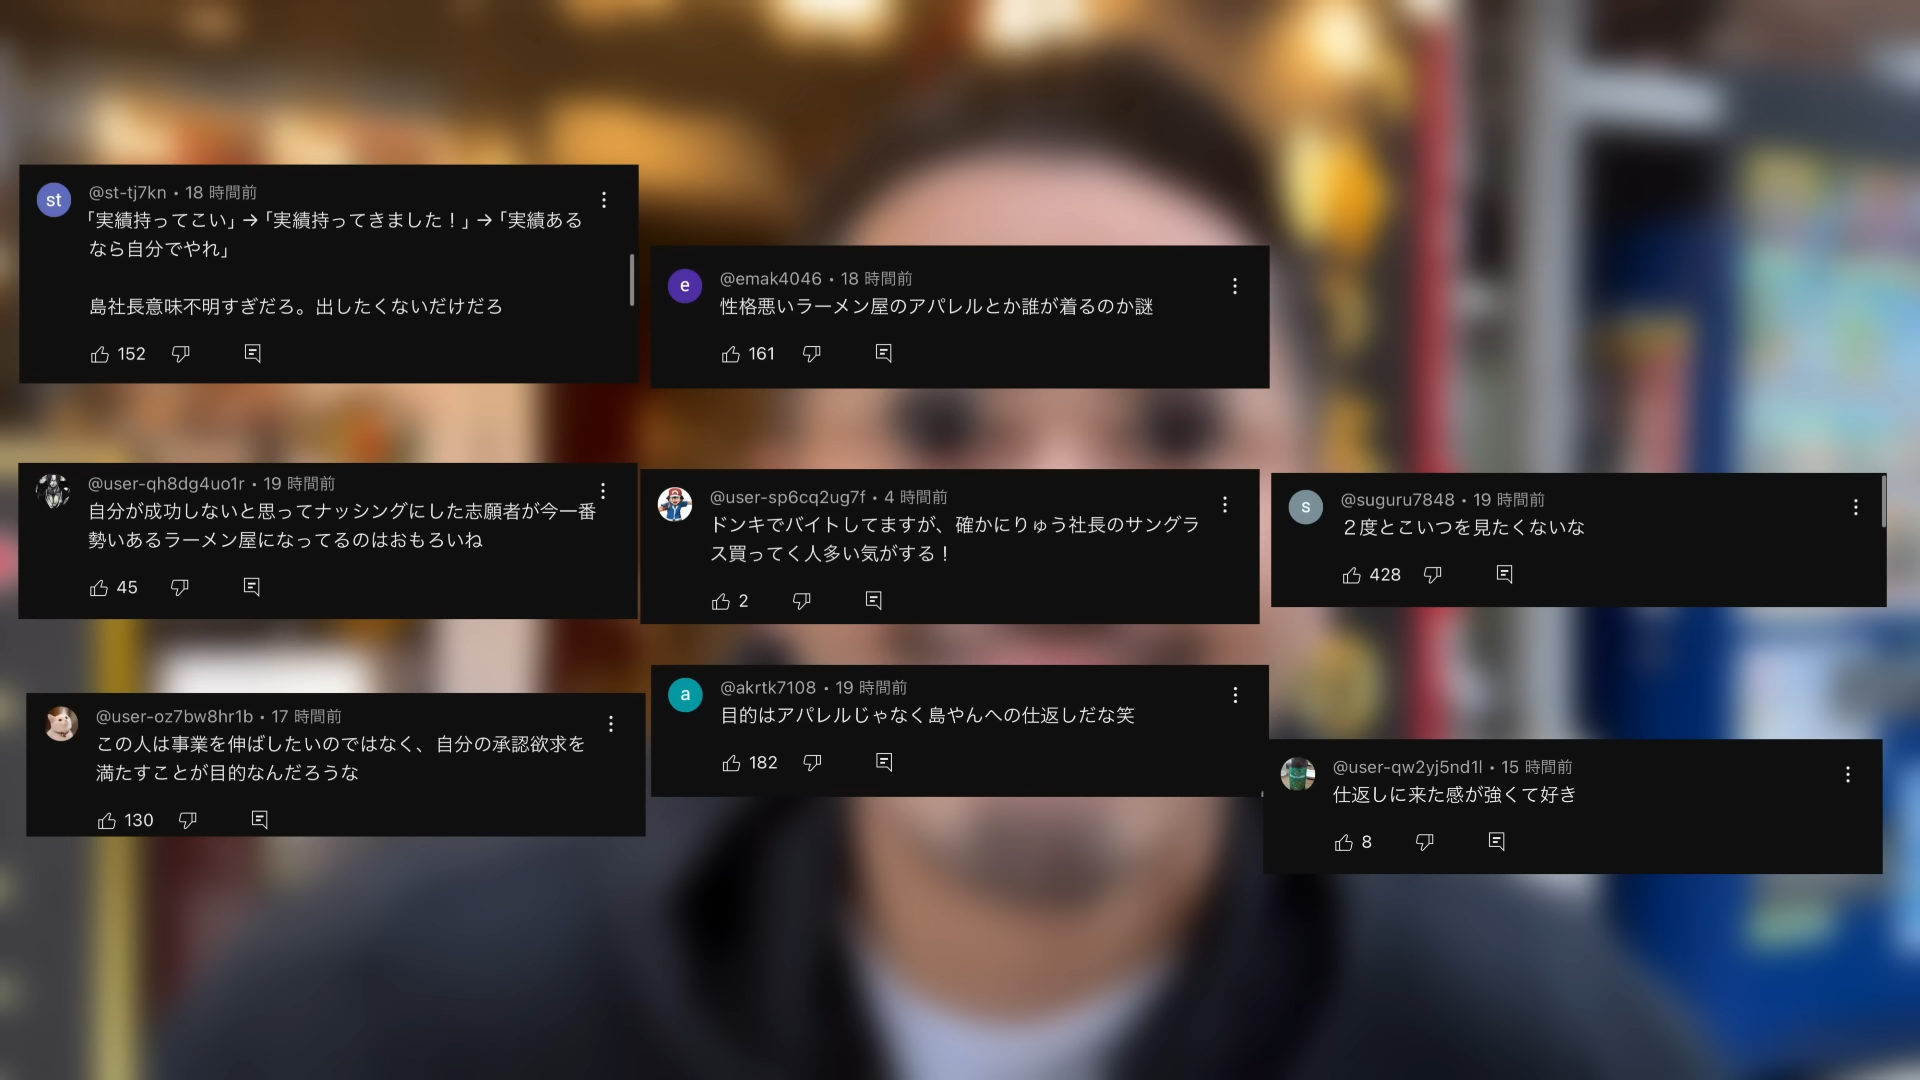 st
@st-tj7kn • 18 時間前
「実績持ってこい」→「実績持ってきました！」→「実績ある
なら自分でやれ」
島社長意味不明すぎだろ。出したくないだけだろ
152
e
@emak4046 • 18 時間前
性格悪いラーメン屋のアパレルとか誰が着るのか謎
161
@user-qh8dg4uo1r • 19 時間前
自分が成功しないと思ってナッシングにした志願者が今一番
勢いあるラーメン屋になってるのはおもろいね
45
@user-sp6cq2ug7f • 4 時間前
ドンキでバイトしてますが、確かにりゅう社長のサングラ
ス買ってく人多い気がする！
2
s
@suguru7848 • 19 時間前
２度とこいつを見たくないな
428
@user-oz7bw8hr1b • 17 時間前
この人は事業を伸ばしたいのではなく、自分の承認欲求を
満たすことが目的なんだろうな
130
a
@akrtk7108 • 19 時間前
目的はアパレルじゃなく島やんへの仕返しだな笑
182
@user-qw2yj5nd1l • 15 時間前
仕返しに来た感が強くて好き
8